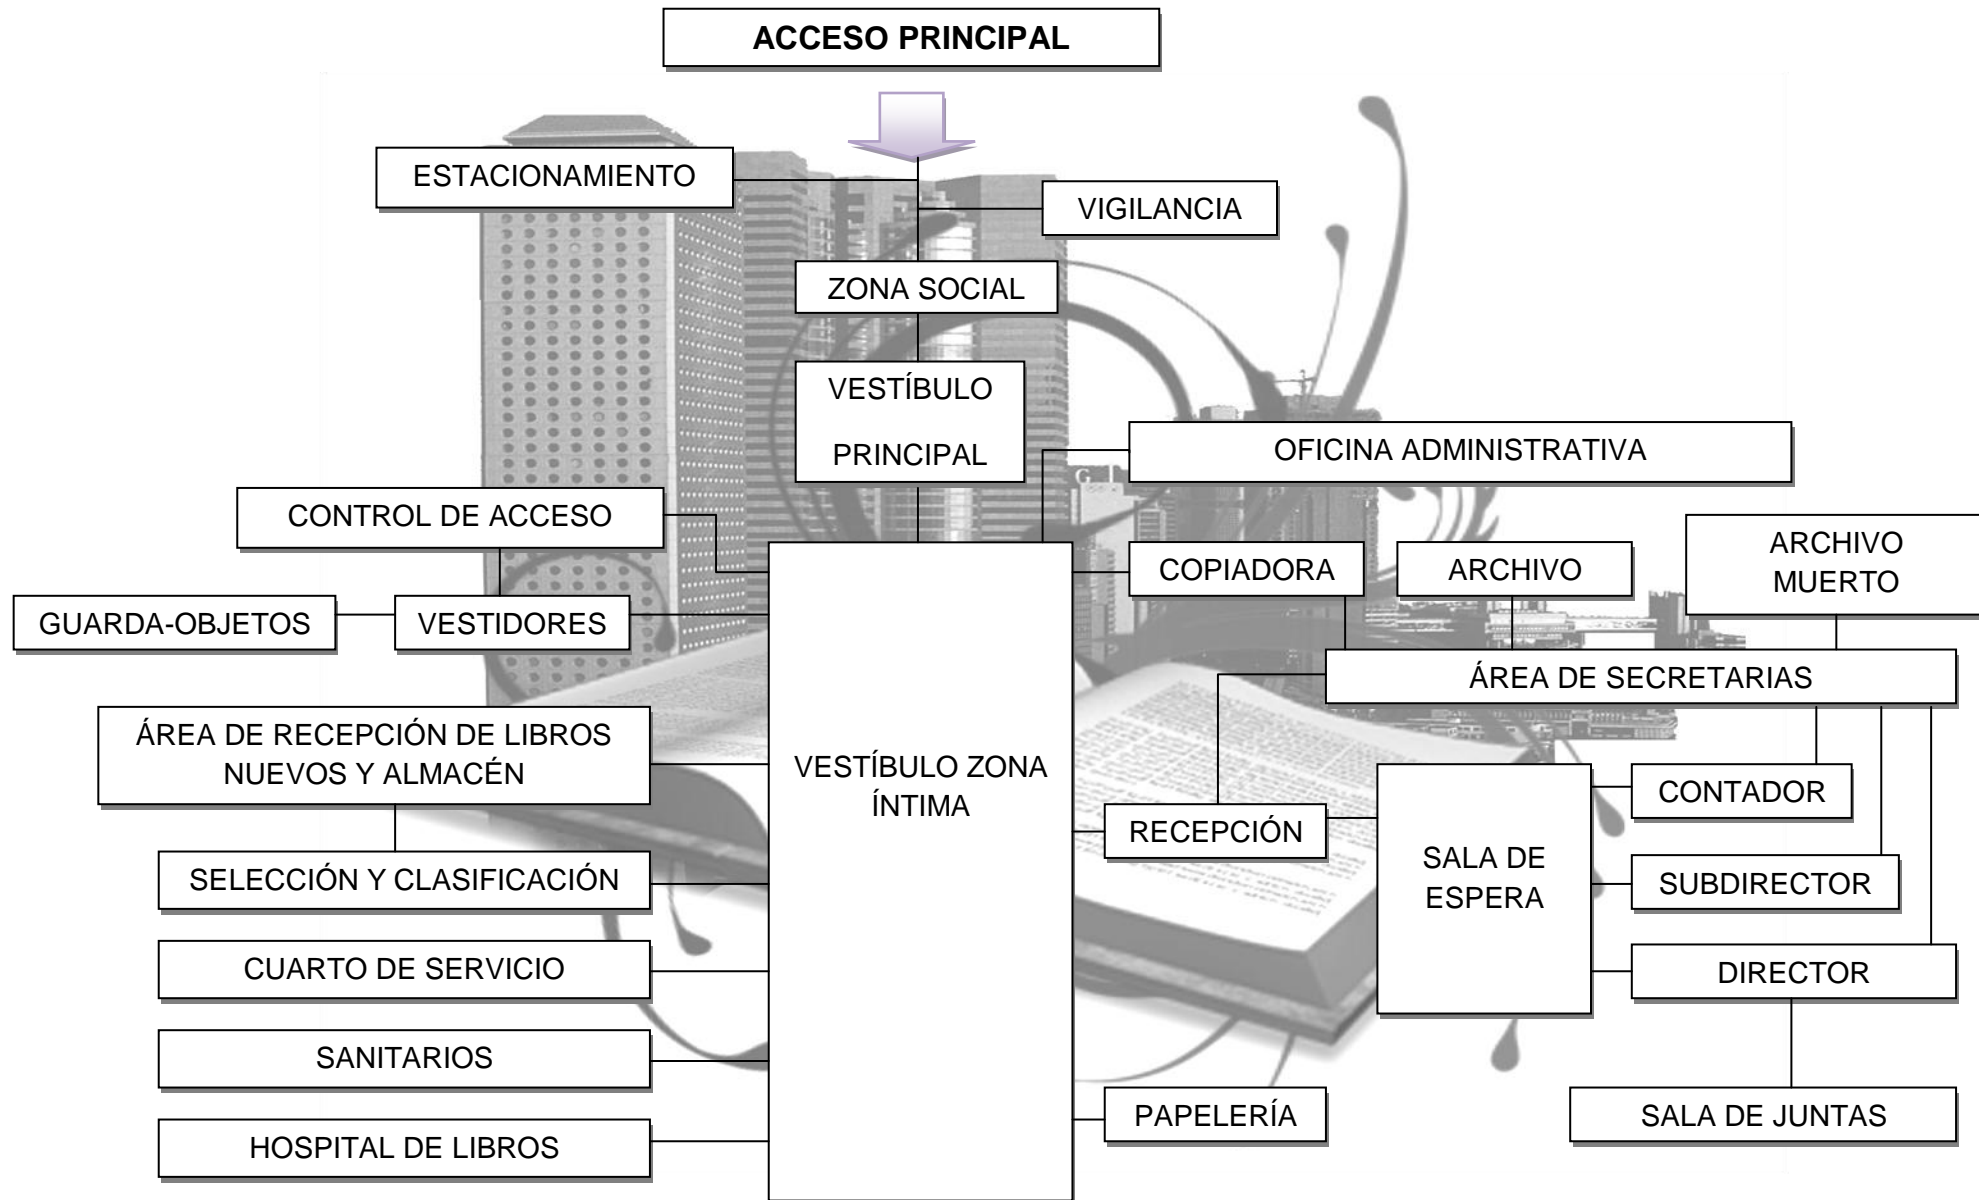 ACCESO PRINCIPAL
ESTACIONAMIENTO
VIGILANCIA
ZONA SOCIAL
VESTÍBULO
PRINCIPAL
OFICINA ADMINISTRATIVA
CONTROL DE ACCESO
COPIADORA
ARCHIVO
ARCHIVO
MUERTO
GUARDA-OBJETOS
VESTIDORES
ÁREA DE SECRETARIAS
ÁREA DE RECEPCIÓN DE LIBROS
NUEVOS Y ALMACÉN
VESTÍBULO ZONA
ÍNTIMA
CONTADOR
RECEPCIÓN
SALA DE
ESPERA
SELECCIÓN Y CLASIFICACIÓN
SUBDIRECTOR
CUARTO DE SERVICIO
DIRECTOR
SANITARIOS
PAPELERÍA
SALA DE JUNTAS
HOSPITAL DE LIBROS